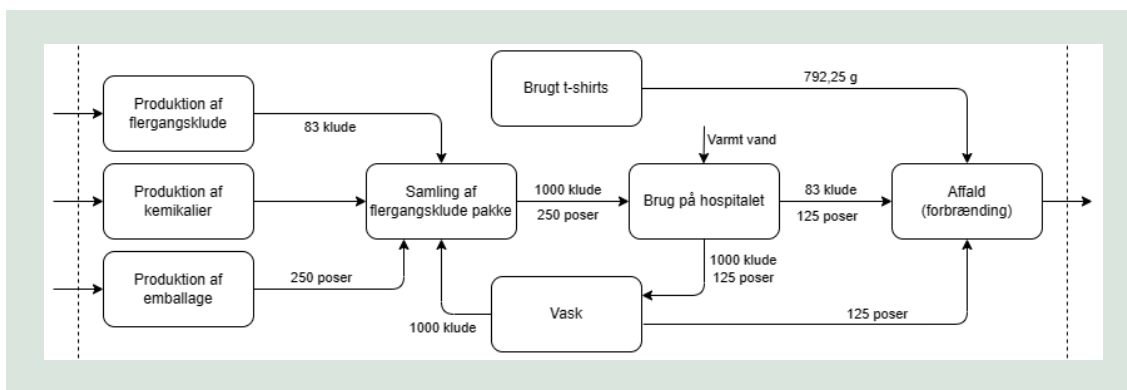 Brugt t-shirts
792,25 g
Produktion af
flergangsklude
83 klude
Varmt vand
Produktion af
kemikalier
Samling af
flergangsklude pakke
1000 klude
250 poser
Brug på hospitalet
83 klude
125 poser
Affald
(forbrænding)
Produktion af
emballage
250 poser
1000 klude
125 poser
Vask
1000 klude
125 poser